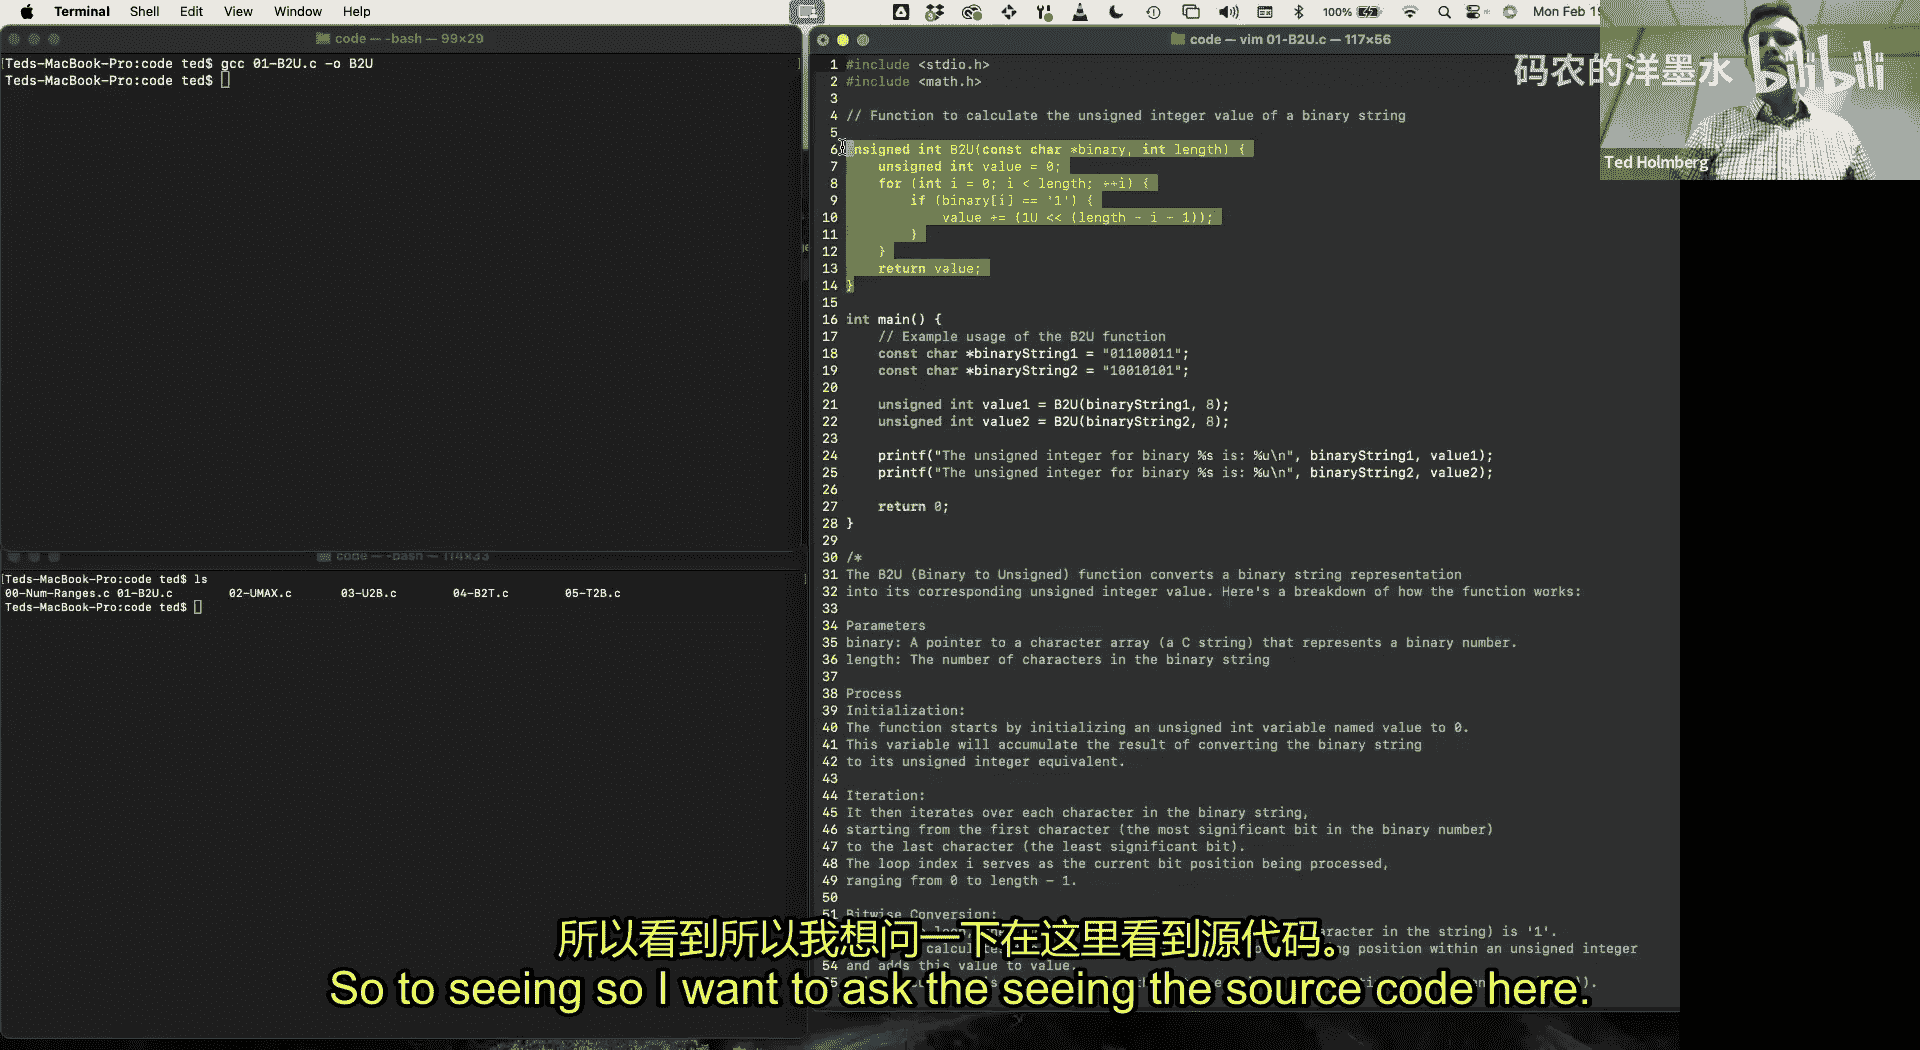 Terminal Shell Edit View Window Help
100% Mon Feb 19
code — -bash — 99×29
Teds-MacBook-Pro:code ted$ gcc 01-B2U.c -o B2U
Teds-MacBook-Pro:code ted$
code — -bash — 114×33
Teds-MacBook-Pro:code ted$ ls
00-Num-Ranges.c 01-B2U.c 02-UMAX.c 03-U2B.c 04-B2T.c 05-T2B.c
Teds-MacBook-Pro:code ted$
code — vim 01-B2U.c — 117×56
1 #include <stdio.h>
2 #include <math.h>
3
4 // Function to calculate the unsigned integer value of a binary string
5
6 unsigned int B2U(const char *binary, int length) {
7 unsigned int value = 0;
8 for (int i = 0; i < length; ++i) {
9 if (binary[i] == '1') {
10 value += (1U << (length - i - 1));
11 }
12 }
13 return value;
14 }
15
16 int main() {
17 // Example usage of the B2U function
18 const char *binaryString1 = "01100011";
19 const char *binaryString2 = "10010101";
20
21 unsigned int value1 = B2U(binaryString1, 8);
22 unsigned int value2 = B2U(binaryString2, 8);
23
24 printf("The unsigned integer for binary %s is: %u\n", binaryString1, value1);
25 printf("The unsigned integer for binary %s is: %u\n", binaryString2, value2);
26
27 return 0;
28 }
29
30 /*
31 The B2U (Binary to Unsigned) function converts a binary string representation
32 into its corresponding unsigned integer value. Here's a breakdown of how the function works:
33
34 Parameters
35 binary: A pointer to a character array (a C string) that represents a binary number.
36 length: The number of characters in the binary string
37
38 Process
39 Initialization:
40 The function starts by initializing an unsigned int variable named value to 0.
41 This variable will accumulate the result of converting the binary string
42 to its unsigned integer equivalent.
43
44 Iteration:
45 It then iterates over each character in the binary string,
46 starting from the first character (the most significant bit in the binary number)
47 to the last character (the least significant bit).
48 The loop index i serves as the current bit position being processed,
49 ranging from 0 to length - 1.
50
51 Bitwise Conversion:
character in the string) is '1'.
position within an unsigned integer
54 and adds this value to value.
码农的洋墨水 bilibili
Ted Holmberg
所以看到所以我想问一下在这里看到源代码。
So to seeing so I want to ask the seeing the source code here.